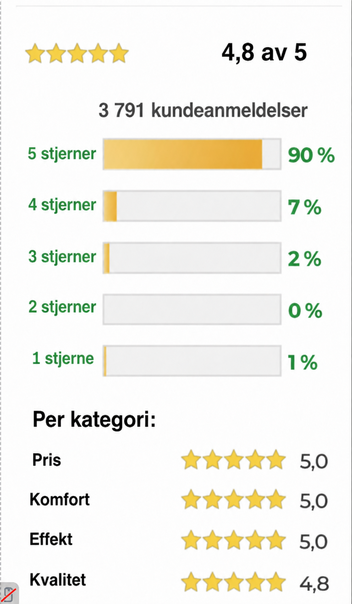 4,8 av 5
3 791 kundeanmeldelser
5 stjerner 90 %
4 stjerner 7 %
3 stjerner 2 %
2 stjerner 0 %
1 stjerne 1 %
Per kategori:
Pris 5,0
Komfort 5,0
Effekt 5,0
Kvalitet 4,8